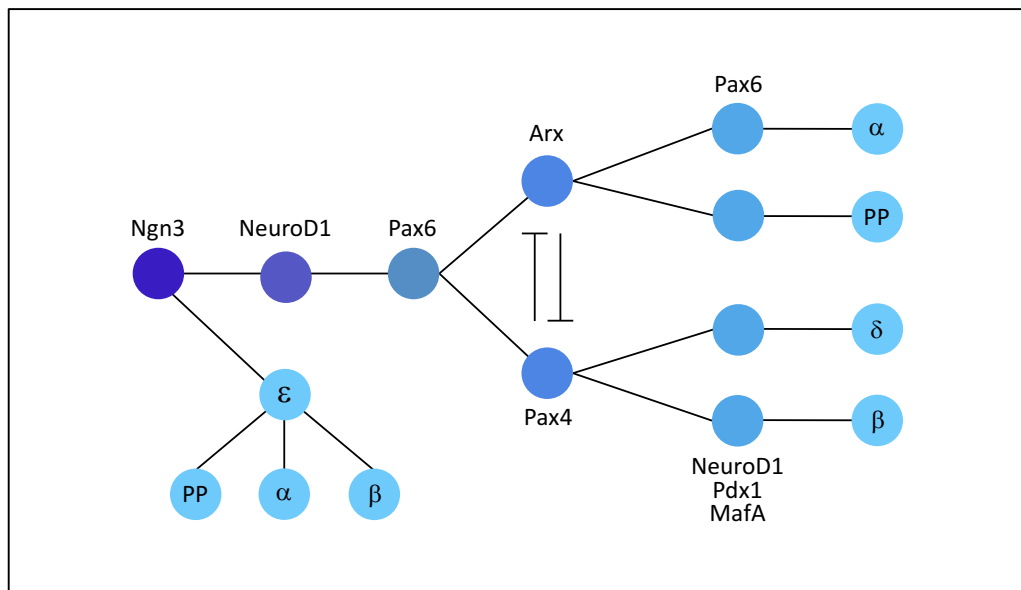 Pax6
α
Arx
PP
Ngn3
NeuroD1
Pax6
δ
ε
Pax4
β
NeuroD1
Pdx1
MafA
PP
α
β